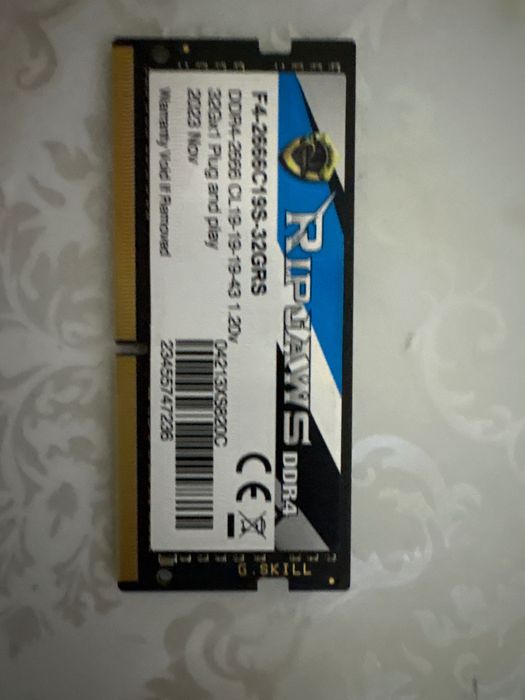 RIPJAWS DDR4
F4-2666C19S-32GRS
DDR4-2666 CL19-19-19-43 1.20v
32Gx1 Plug and play
2023 Nov
Warranty Void if Removed
04213XS820C
23455747236
CE
G.SKILL